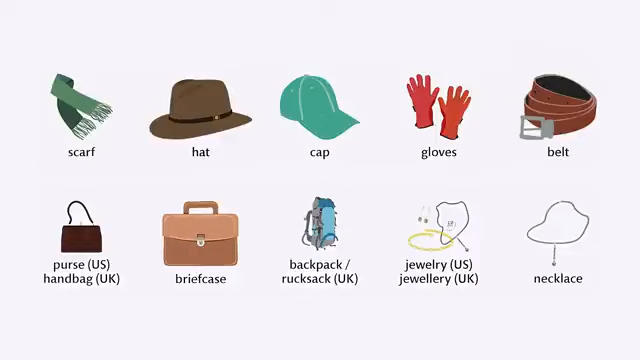 scarf
hat
cap
gloves
belt
purse (US)
handbag (UK)
briefcase
backpack /
rucksack (UK)
jewelry (US)
jewellery (UK)
necklace